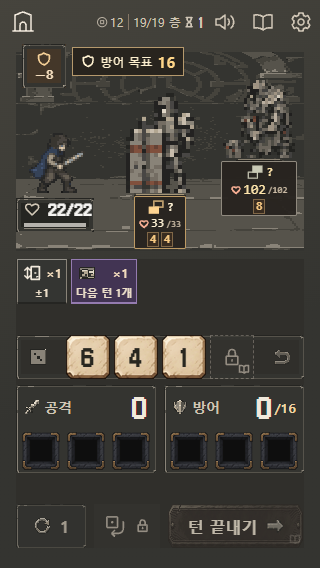 12 | 19/19 층 1
-8 방어 목표 16
?
102/102
8
22/22
?
33/33
4 4
×1
±1
×1
다음 턴 1개
6 4 1
공격 0
방어 0/16
1
턴 끝내기